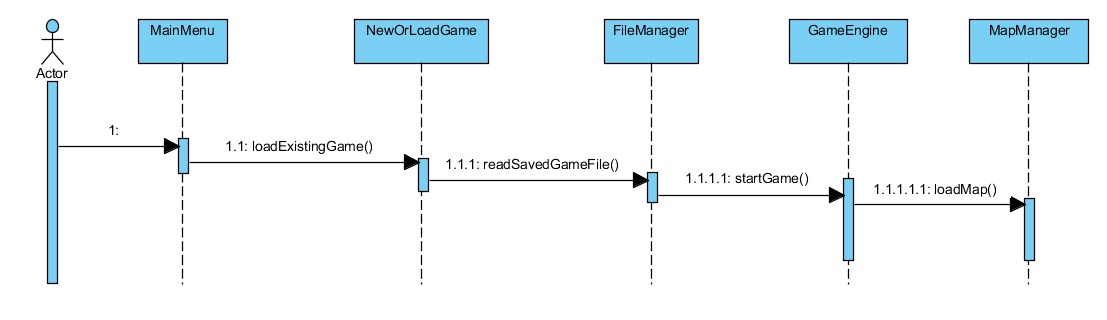 MainMenu
NewOrLoadGame
FileManager
GameEngine
MapManager
Actor
1:
1.1: loadExistingGame()
1.1.1: readSavedGameFile()
1.1.1.1: startGame()
1.1.1.1.1: loadMap()